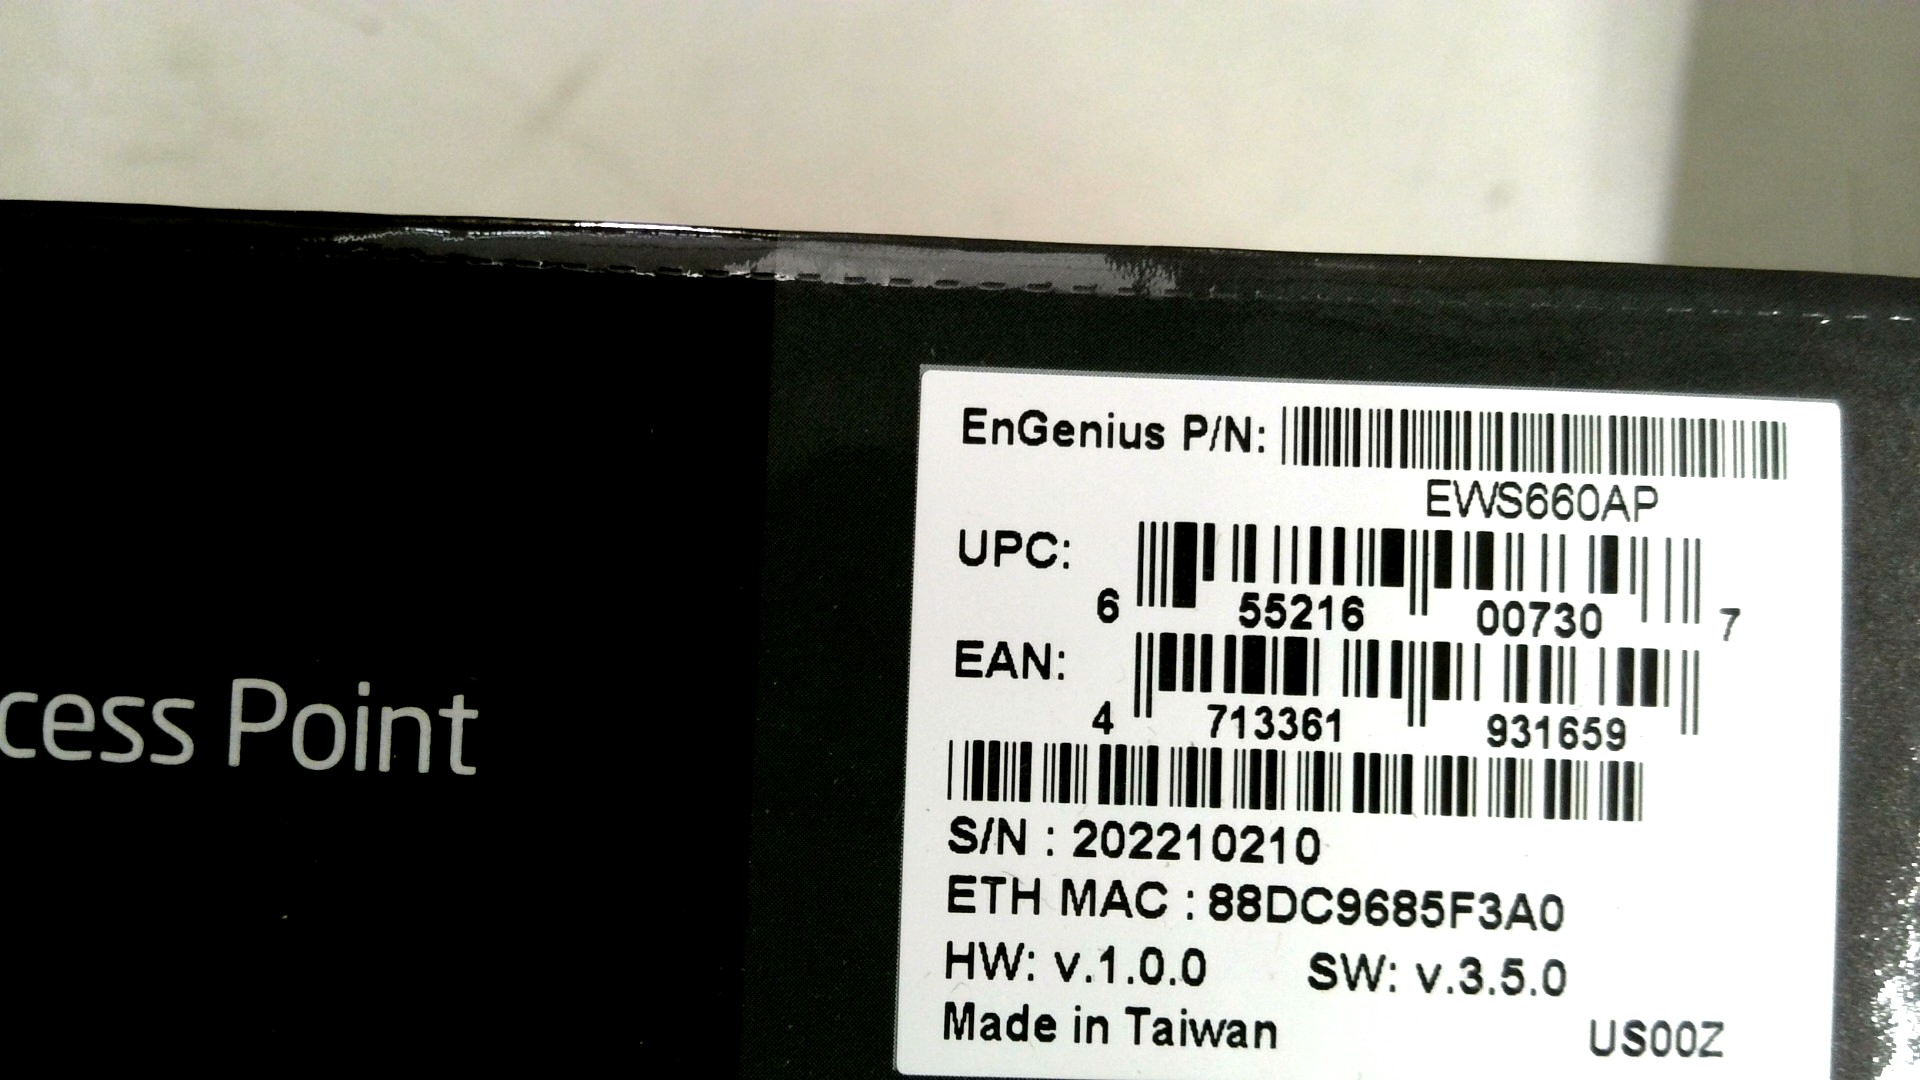 cess Point
EnGenius P/N:
EWS660AP
UPC:
6 55216 00730 7
EAN:
4 713361 931659
S/N : 202210210
ETH MAC : 88DC9685F3A0
HW: v.1.0.0 SW: v.3.5.0
Made in Taiwan US00Z